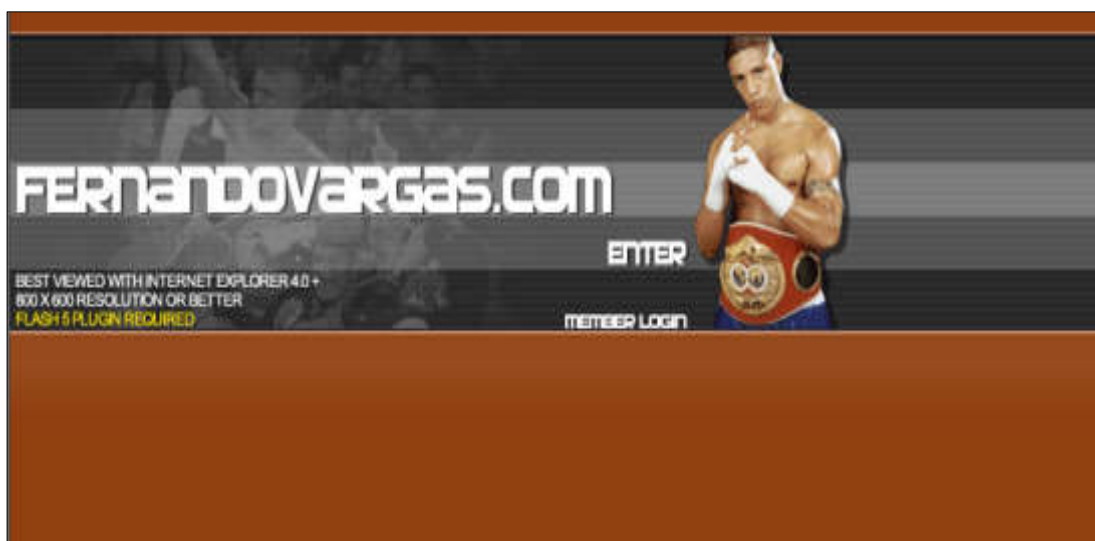 FERNANDOVARGAS.COM
ENTER
BEST VIEWED WITH INTERNET EXPLORER 4.0 +
800 X 600 RESOLUTION OR BETTER
FLASH 5 PLUGIN REQUIRED
MEMBER LOGIN